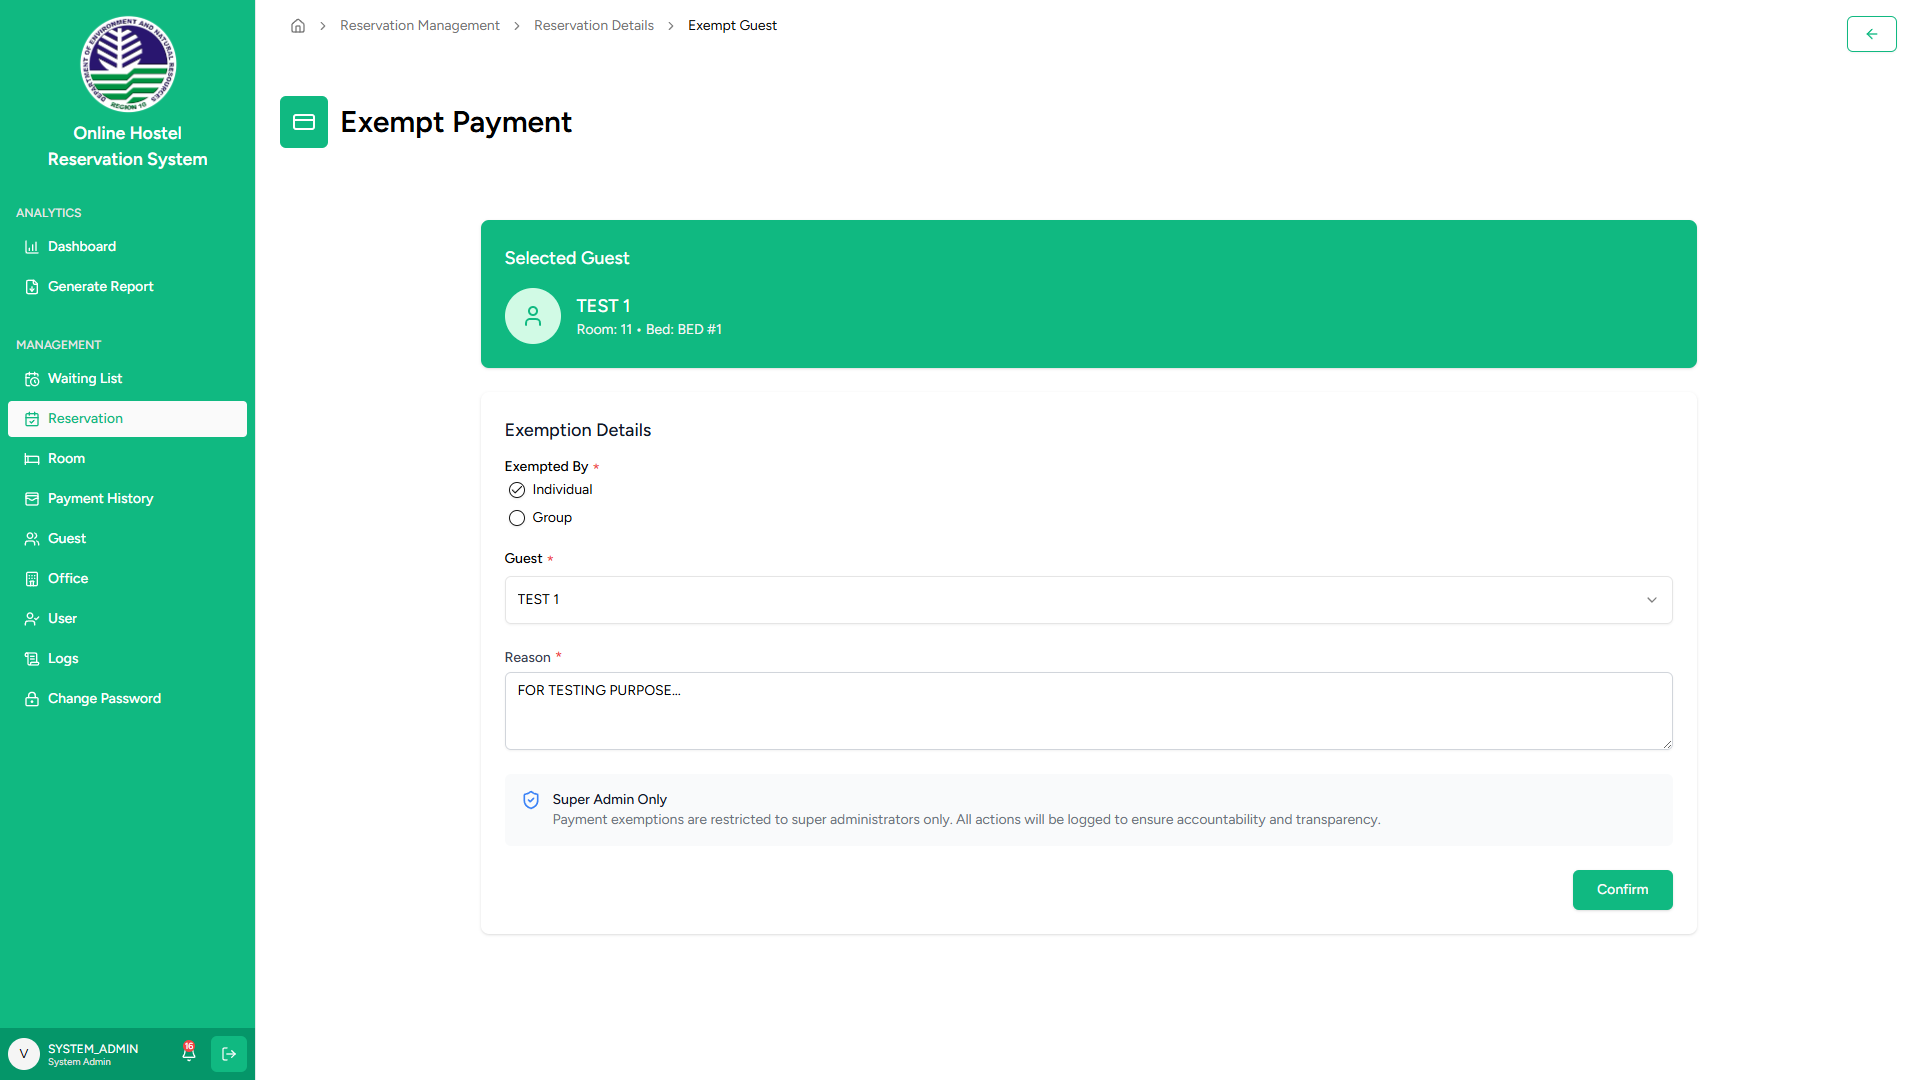 DEPARTMENT OF ENVIRONMENT AND NATURAL RESOURCES
REGION 10
Online Hostel
Reservation System
ANALYTICS
Dashboard
Generate Report
MANAGEMENT
Waiting List
Reservation
Room
Payment History
Guest
Office
User
Logs
Change Password
V
SYSTEM_ADMIN
System Admin
16
Reservation Management
Reservation Details
Exempt Guest
Exempt Payment
Selected Guest
TEST 1
Room: 11 • Bed: BED #1
Exemption Details
Exempted By *
Individual
Group
Guest *
TEST 1
Reason *
FOR TESTING PURPOSE...
Super Admin Only
Payment exemptions are restricted to super administrators only. All actions will be logged to ensure accountability and transparency.
Confirm